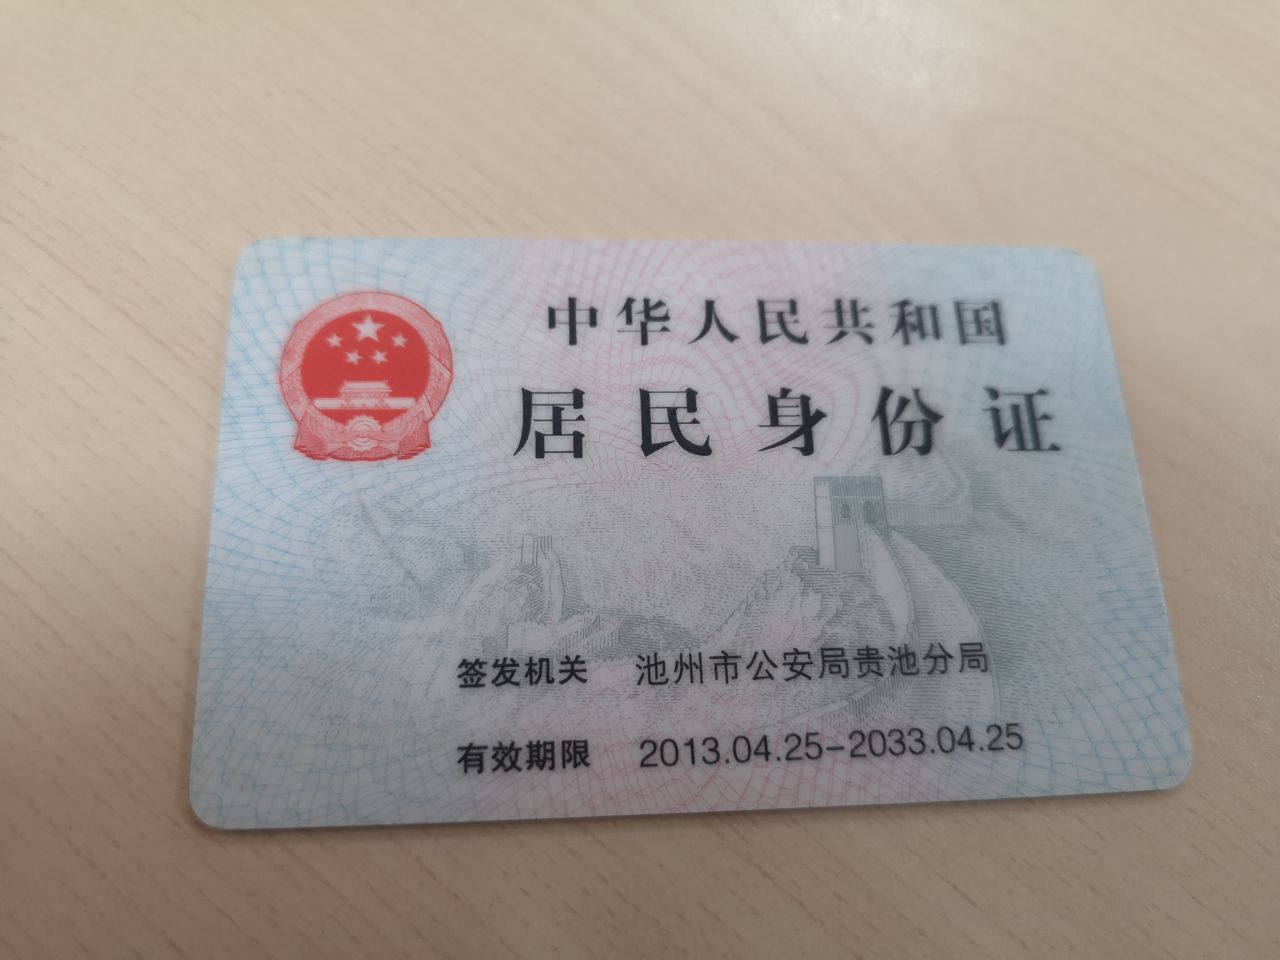 中华人民共和国
居民身份证
签发机关 池州市公安局贵池分局
有效期限 2013.04.25-2033.04.25